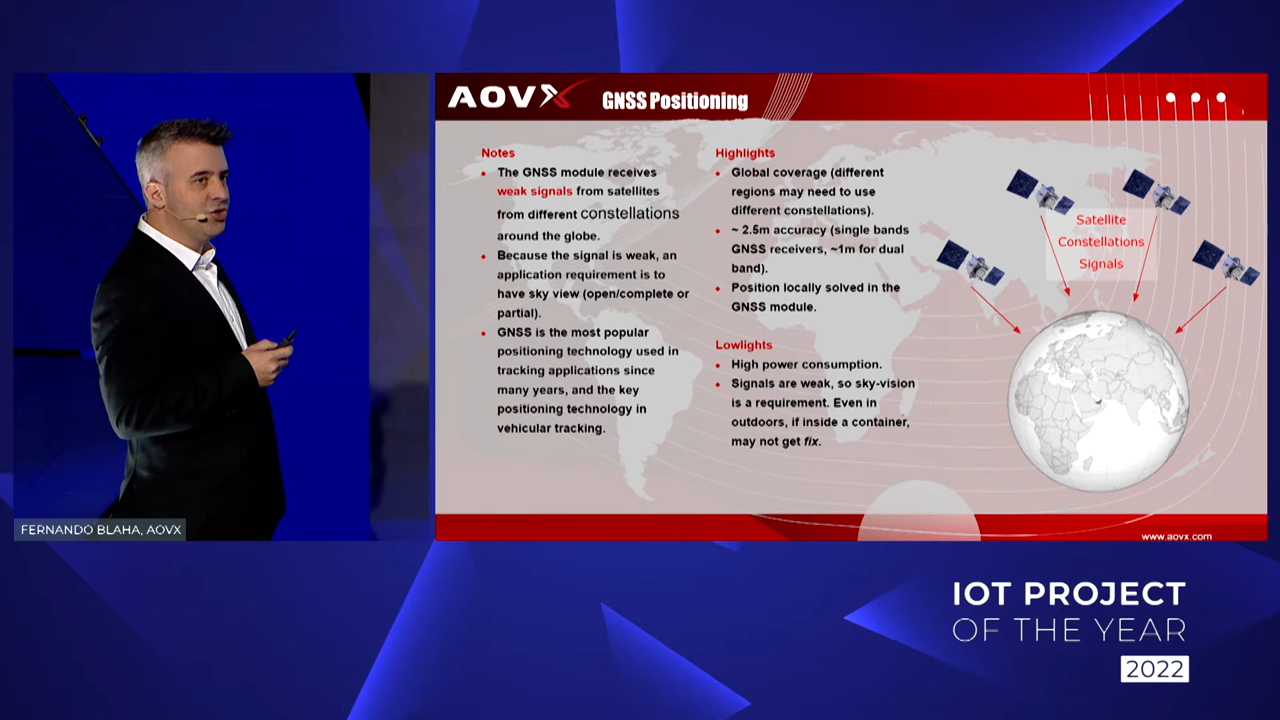 AOVX
GNSS Positioning
Notes
• The GNSS module receives
weak signals from satellites
from different constellations
around the globe.
• Because the signal is weak, an
application requirement is to
have sky view (open/complete or
partial).
• GNSS is the most popular
positioning technology used in
tracking applications since
many years, and the key
positioning technology in
vehicular tracking.
Highlights
• Global coverage (different
regions may need to use
different constellations).
• ~ 2.5m accuracy (single bands
GNSS receivers, ~1m for dual
band).
• Position locally solved in the
GNSS module.
Lowlights
• High power consumption.
• Signals are weak, so sky-vision
is a requirement. Even in
outdoors, if inside a container,
may not get fix.
Satellite
Constellations
Signals
www.aovx.com
FERNANDO BLAHA, AOVX
IOT PROJECT
OF THE YEAR
2022